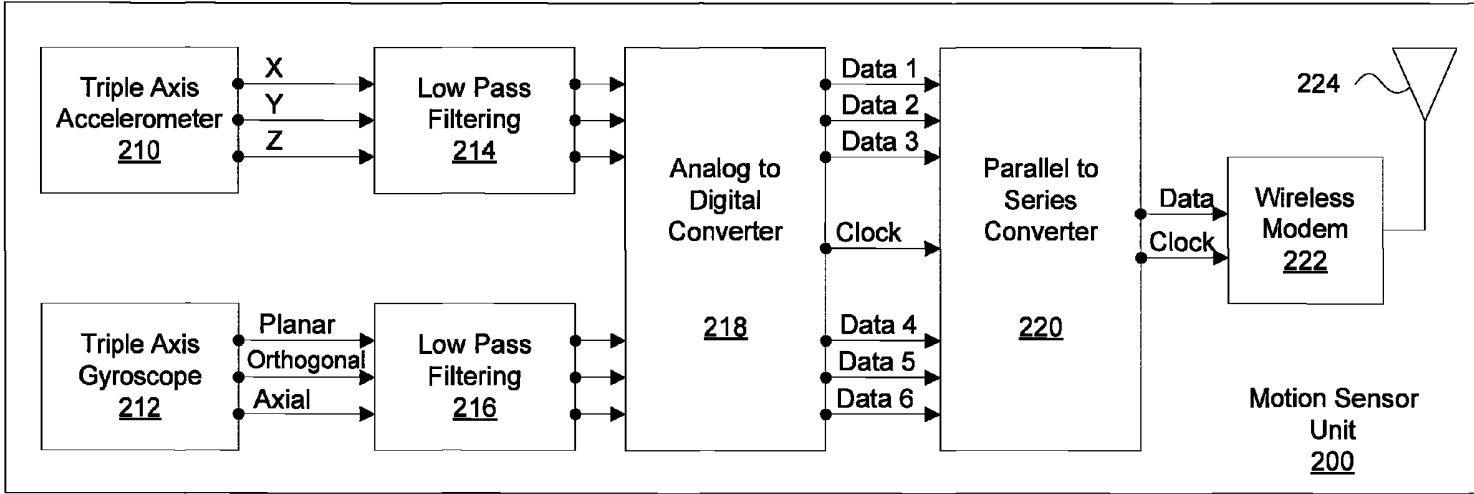 Triple Axis
Accelerometer
210
X
Y
Z
Low Pass
Filtering
214
Triple Axis
Gyroscope
212
Planar
Orthogonal
Axial
Low Pass
Filtering
216
Analog to
Digital
Converter
218
Data 1
Data 2
Data 3
Clock
Data 4
Data 5
Data 6
Parallel to
Series
Converter
220
Data
Clock
Wireless
Modem
222
224
Motion Sensor
Unit
200